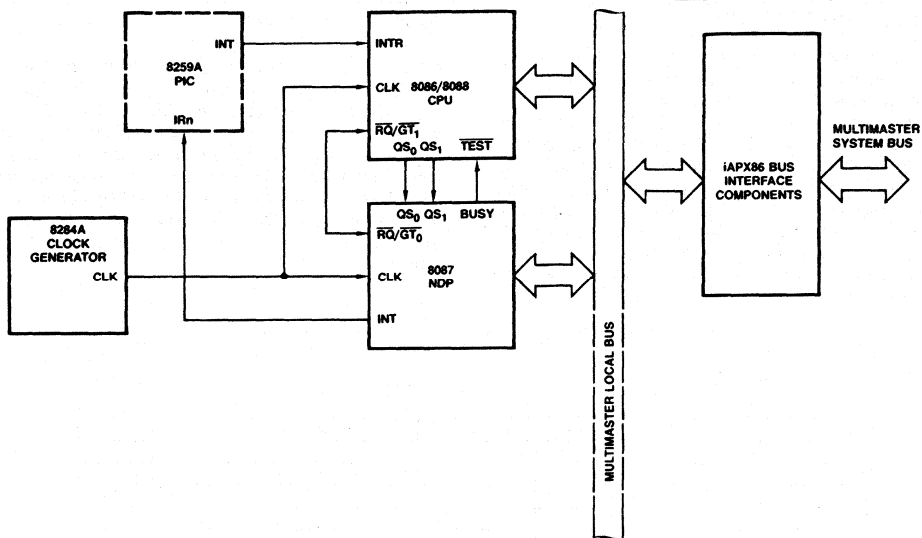 INT
8259A
PIC
IRn
INTR
CLK
8086/8088
CPU
RQ/GT1
QS0 QS1 TEST
QS0 QS1 BUSY
RQ/GT0
CLK
8087
NDP
INT
8284A
CLOCK
GENERATOR
CLK
MULTIMASTER LOCAL BUS
iAPX86 BUS
INTERFACE
COMPONENTS
MULTIMASTER
SYSTEM BUS